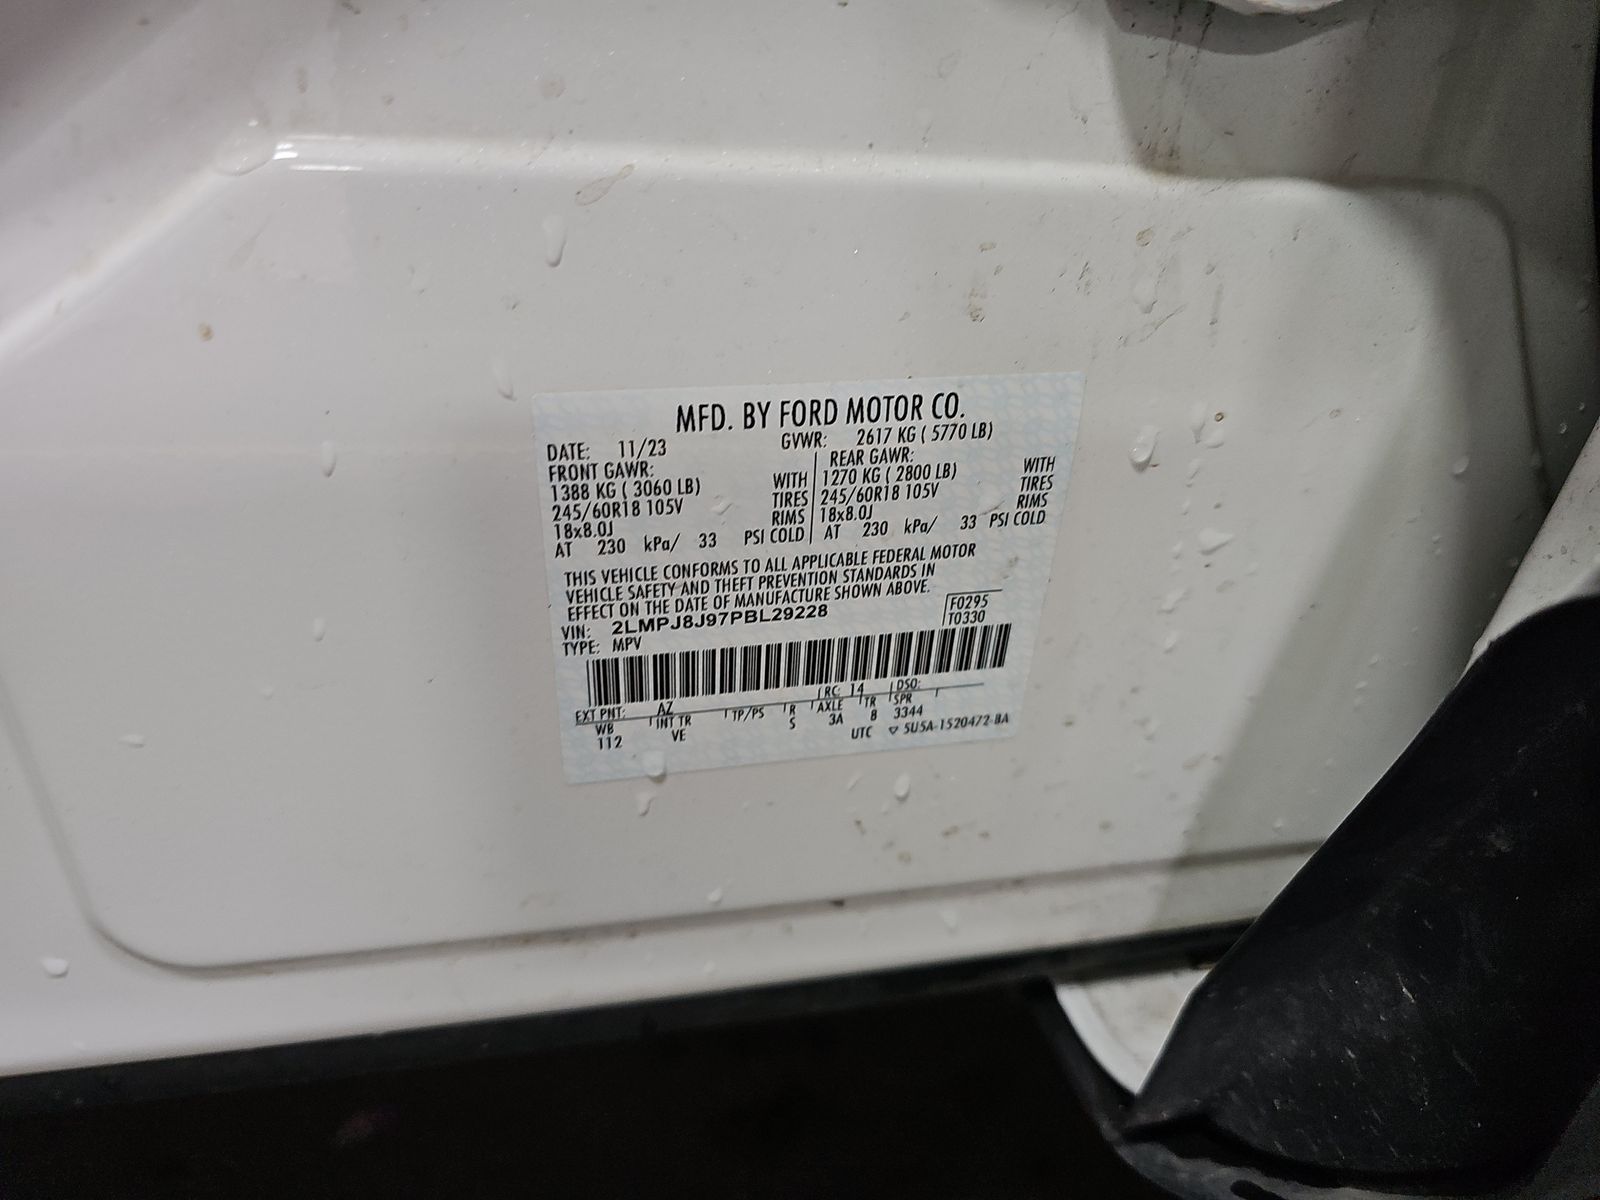 MFD. BY FORD MOTOR CO.
DATE: 11/23 GVWR: 2617 KG ( 5770 LB)
FRONT GAWR: REAR GAWR:
1388 KG ( 3060 LB) WITH 1270 KG ( 2800 LB) WITH
245/60R18 105V TIRES 245/60R18 105V TIRES
18x8.0J RIMS 18x8.0J RIMS
AT 230 kPa/ 33 PSI COLD AT 230 kPa/ 33 PSI COLD
THIS VEHICLE CONFORMS TO ALL APPLICABLE FEDERAL MOTOR
VEHICLE SAFETY AND THEFT PREVENTION STANDARDS IN
EFFECT ON THE DATE OF MANUFACTURE SHOWN ABOVE.
VIN: 2LMPJ8J97PBL29228 F0295
TYPE: MPV T0330
EXT PNT: AZ RC: 14 DSO:
WB INT TR TP/PS R AXLE TR SPR
112 VE S 3A 8 3344
UTC ▽ 5U5A-1520472-BA